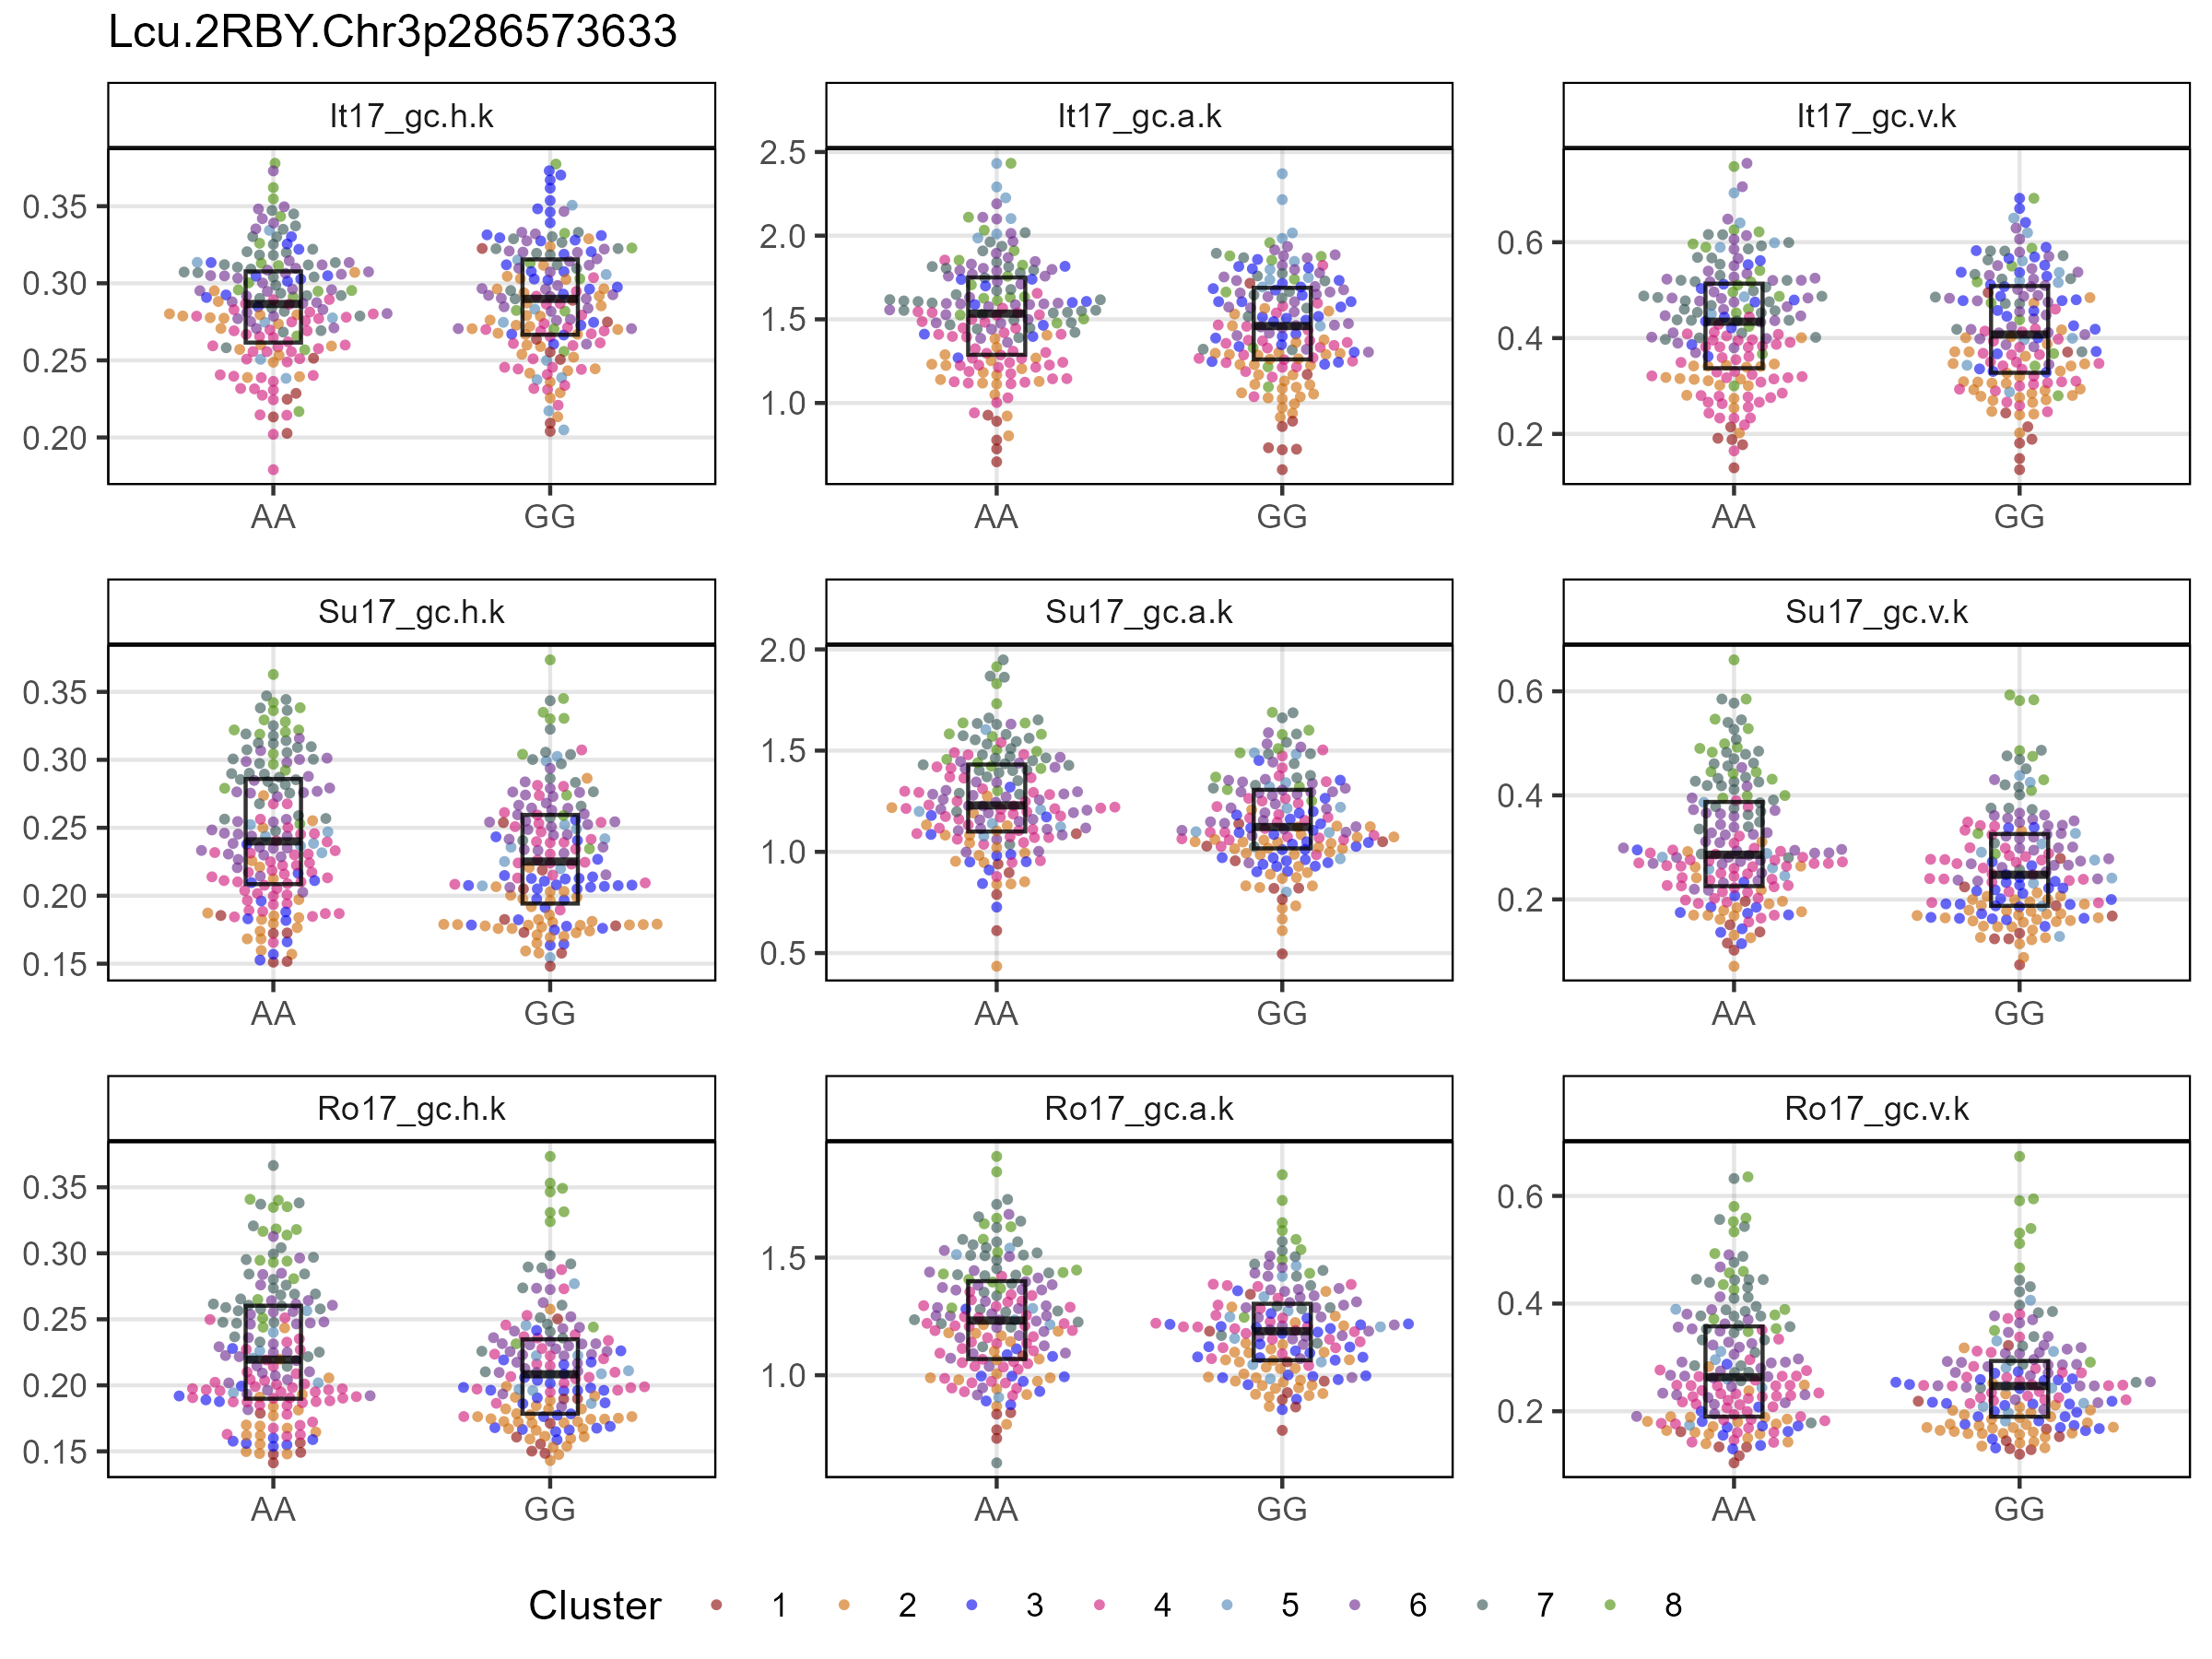 Lcu.2RBY.Chr3p286573633
It17_gc.h.k
It17_gc.a.k
It17_gc.v.k
0.35
0.30
0.25
0.20
AA
GG
2.5
2.0
1.5
1.0
AA
GG
0.6
0.4
0.2
AA
GG
Su17_gc.h.k
Su17_gc.a.k
Su17_gc.v.k
0.35
0.30
0.25
0.20
0.15
AA
GG
2.0
1.5
1.0
0.5
AA
GG
0.6
0.4
0.2
AA
GG
Ro17_gc.h.k
Ro17_gc.a.k
Ro17_gc.v.k
0.35
0.30
0.25
0.20
0.15
AA
GG
1.5
1.0
AA
GG
0.6
0.4
0.2
AA
GG
Cluster 1 2 3 4 5 6 7 8